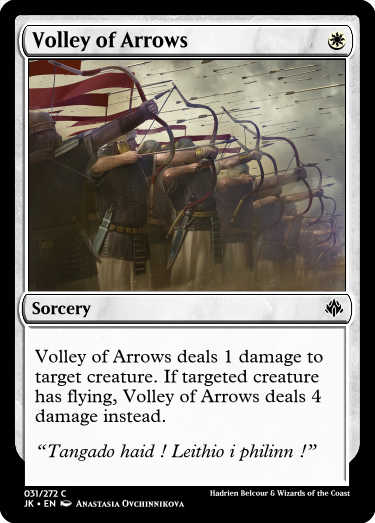 Volley of Arrows
Sorcery
Volley of Arrows deals 1 damage to
target creature. If targeted creature
has flying, Volley of Arrows deals 4
damage instead.
“Tangado haid ! Leithio i philinn !”
031/272 C
JK • EN Anastasia Ovchinnikova
Hadrien Belcour & Wizards of the Coast